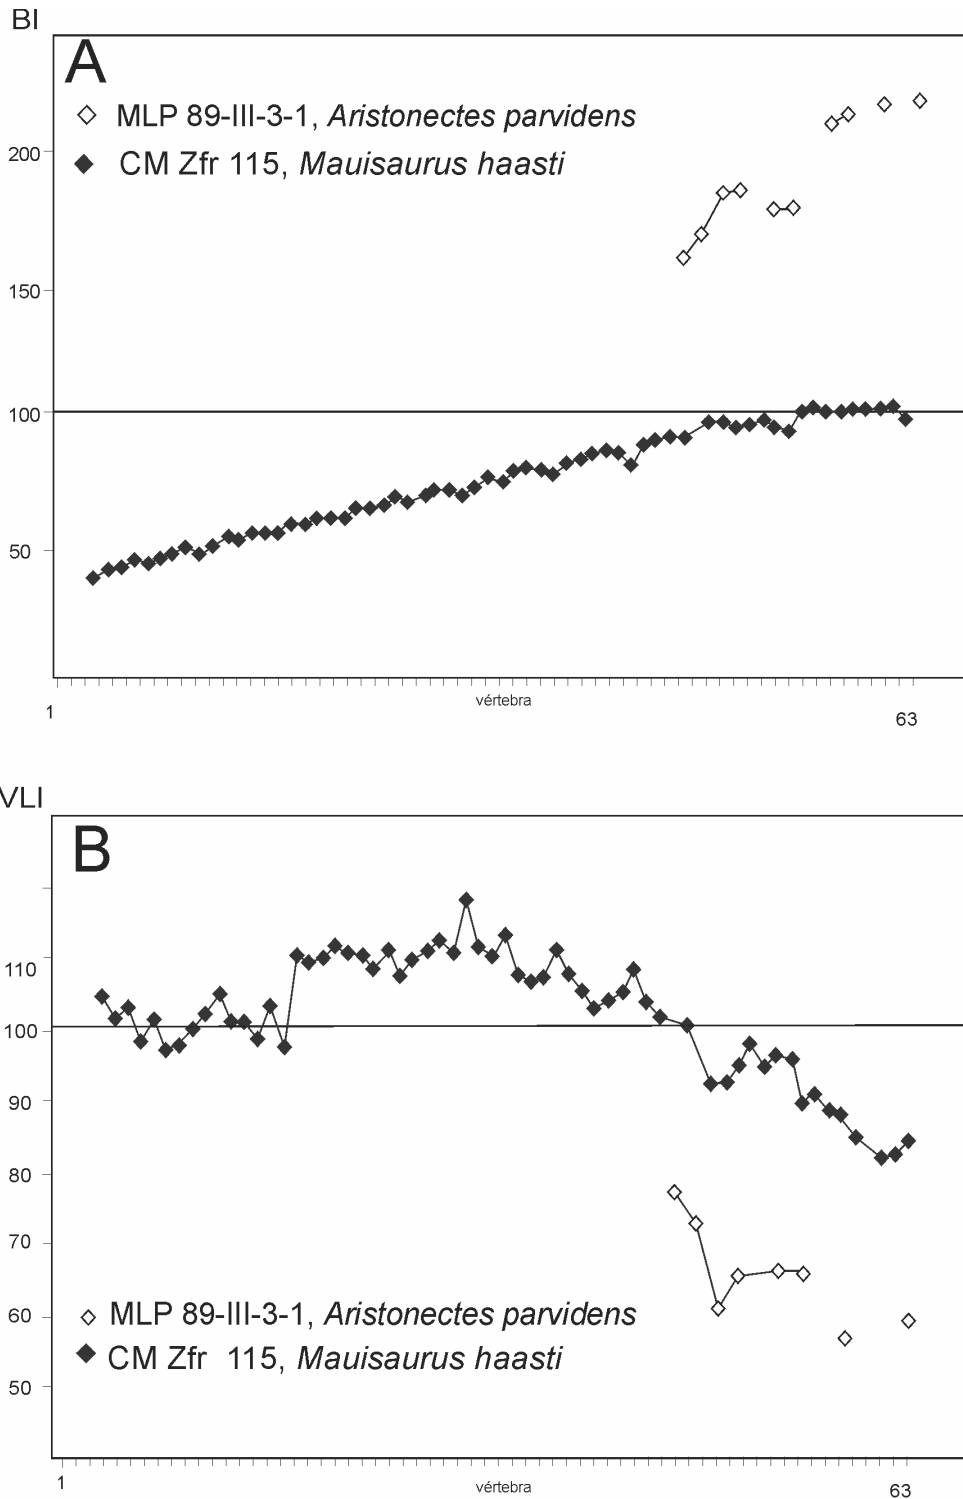 BI
A
MLP 89-III-3-1, Aristonectes parvidens
CM Zfr 115, Mauisaurus haasti
200
150
100
50
vértebra
1
63
VLI
B
110
100
90
80
70
60
50
MLP 89-III-3-1, Aristonectes parvidens
CM Zfr 115, Mauisaurus haasti
1
vértebra
63